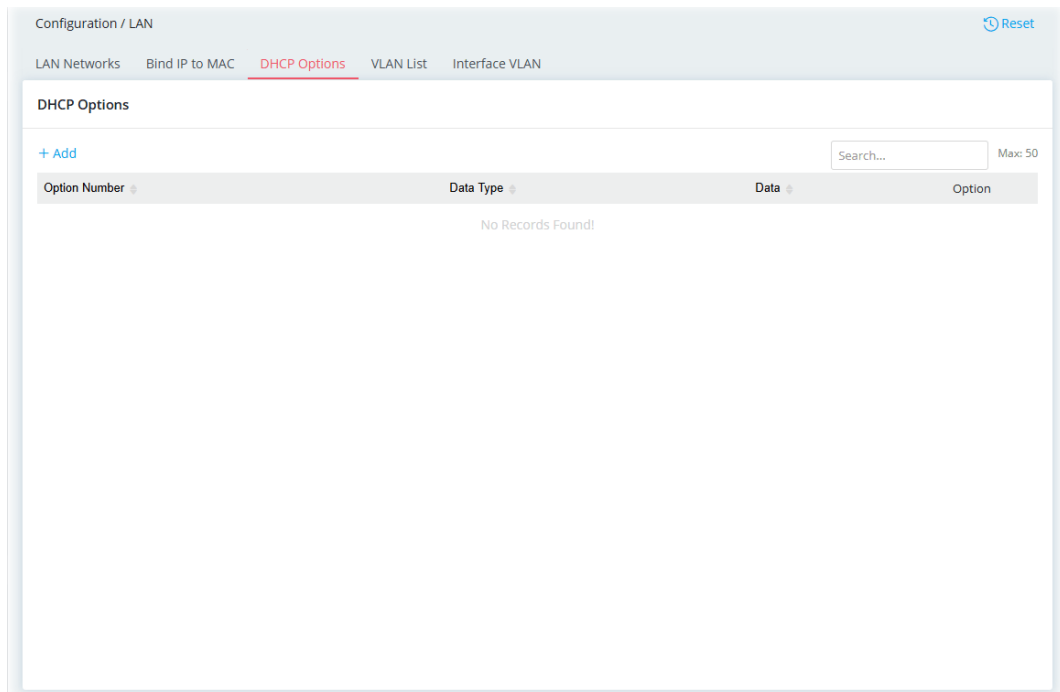 Configuration / LAN
Reset
LAN Networks Bind IP to MAC DHCP Options VLAN List Interface VLAN
DHCP Options
+ Add
Search...
Max: 50
Option Number Data Type Data Option
No Records Found!